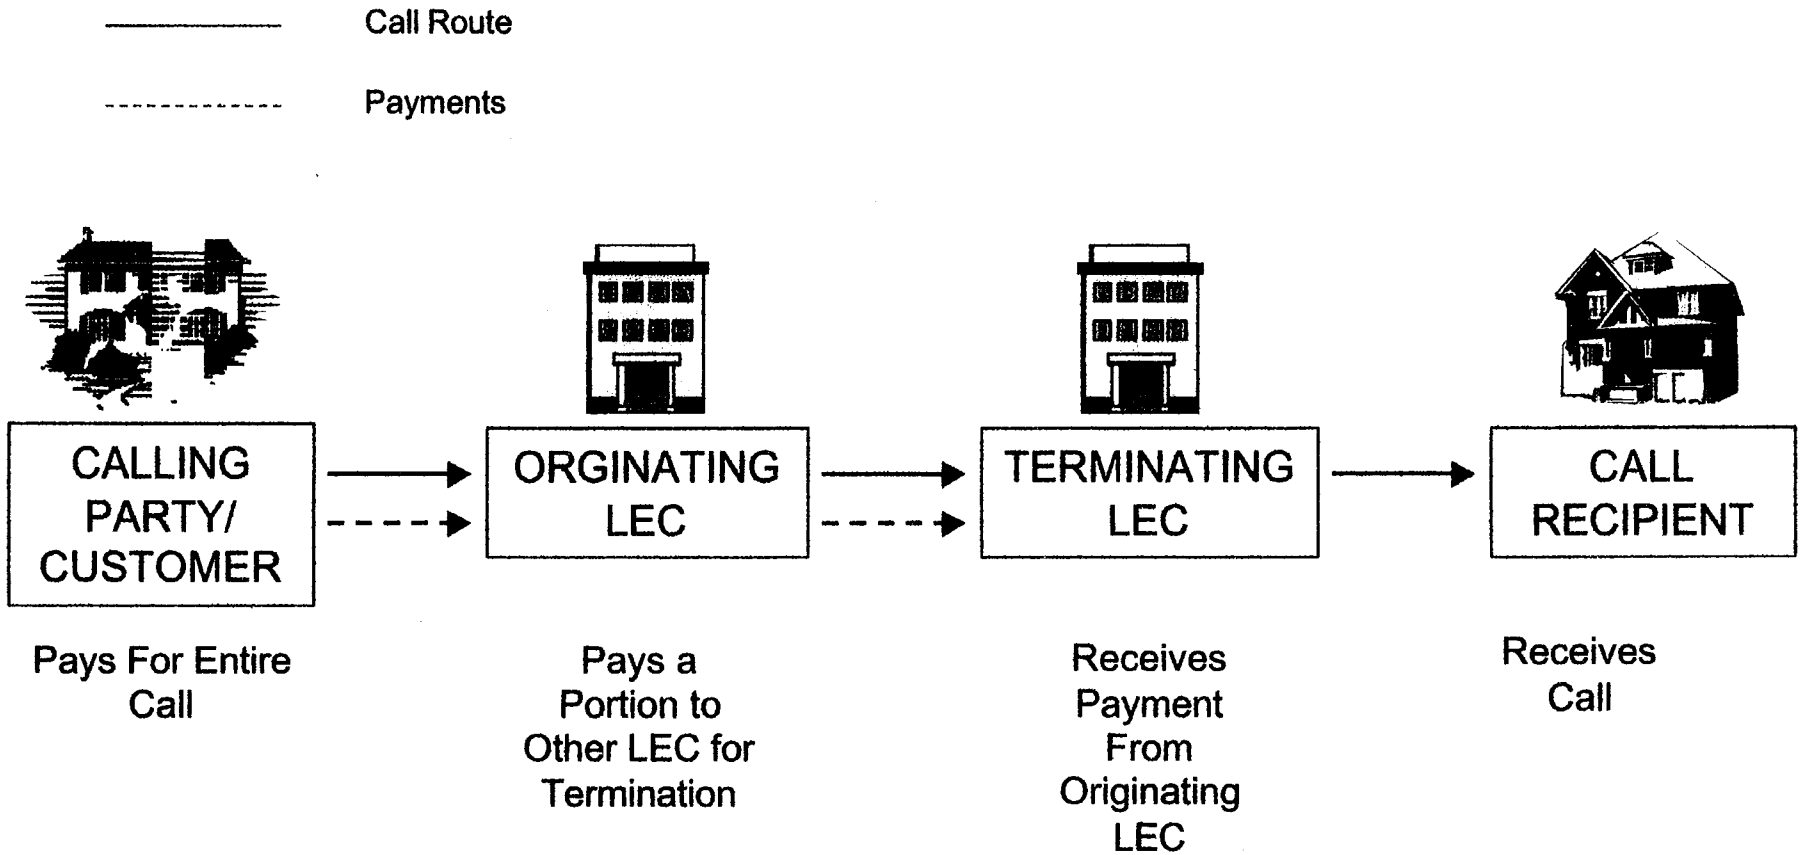 Call Route
Payments
CALLING
PARTY/
CUSTOMER
ORGINATING
LEC
TERMINATING
LEC
CALL
RECIPIENT
Pays For Entire
Call
Pays a
Portion to
Other LEC for
Termination
Receives
Payment
From
Originating
LEC
Receives
Call